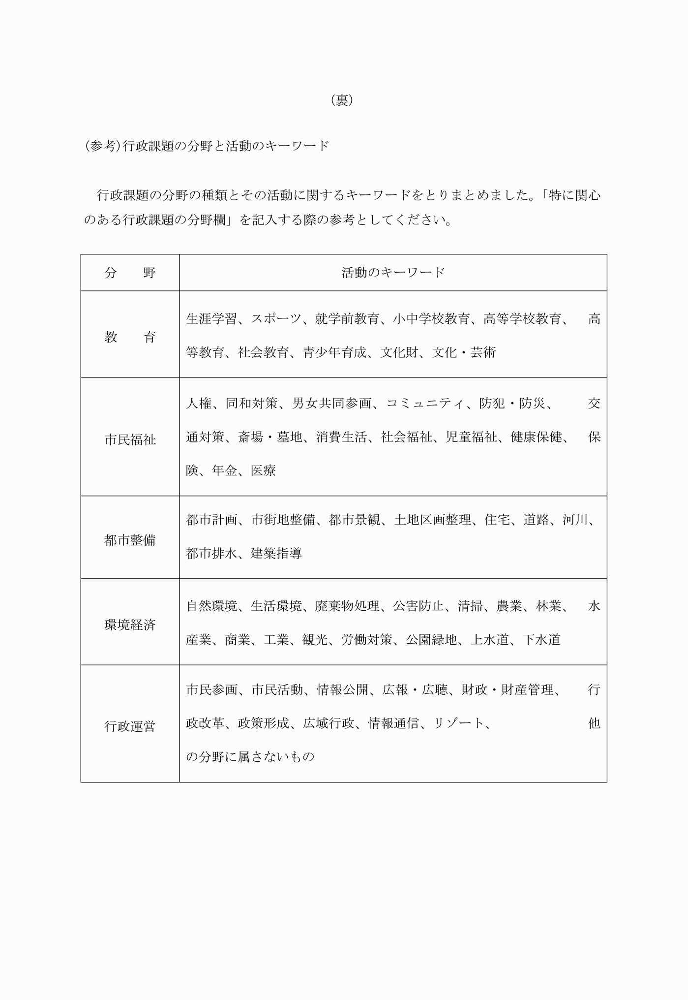 （裏）
（参考）行政課題の分野と活動のキーワード
　行政課題の分野の種類とその活動に関するキーワードをとりまとめました。「特に関心
のある行政課題の分野欄」を記入する際の参考としてください。
分　　野
活動のキーワード
教　　育
生涯学習、スポーツ、就学前教育、小中学校教育、高等学校教育、　高
等教育、社会教育、青少年育成、文化財、文化・芸術
市民福祉
人権、同和対策、男女共同参画、コミュニティ、防犯・防災、　　交
通対策、斎場・墓地、消費生活、社会福祉、児童福祉、健康保健、　保
険、年金、医療
都市整備
都市計画、市街地整備、都市景観、土地区画整理、住宅、道路、河川、
都市排水、建築指導
環境経済
自然環境、生活環境、廃棄物処理、公害防止、清掃、農業、林業、　水
産業、商業、工業、観光、労働対策、公園緑地、上水道、下水道
行政運営
市民参画、市民活動、情報公開、広報・広聴、財政・財産管理、　　行
政改革、政策形成、広域行政、情報通信、リゾート、　　　　　　　他
の分野に属さないもの